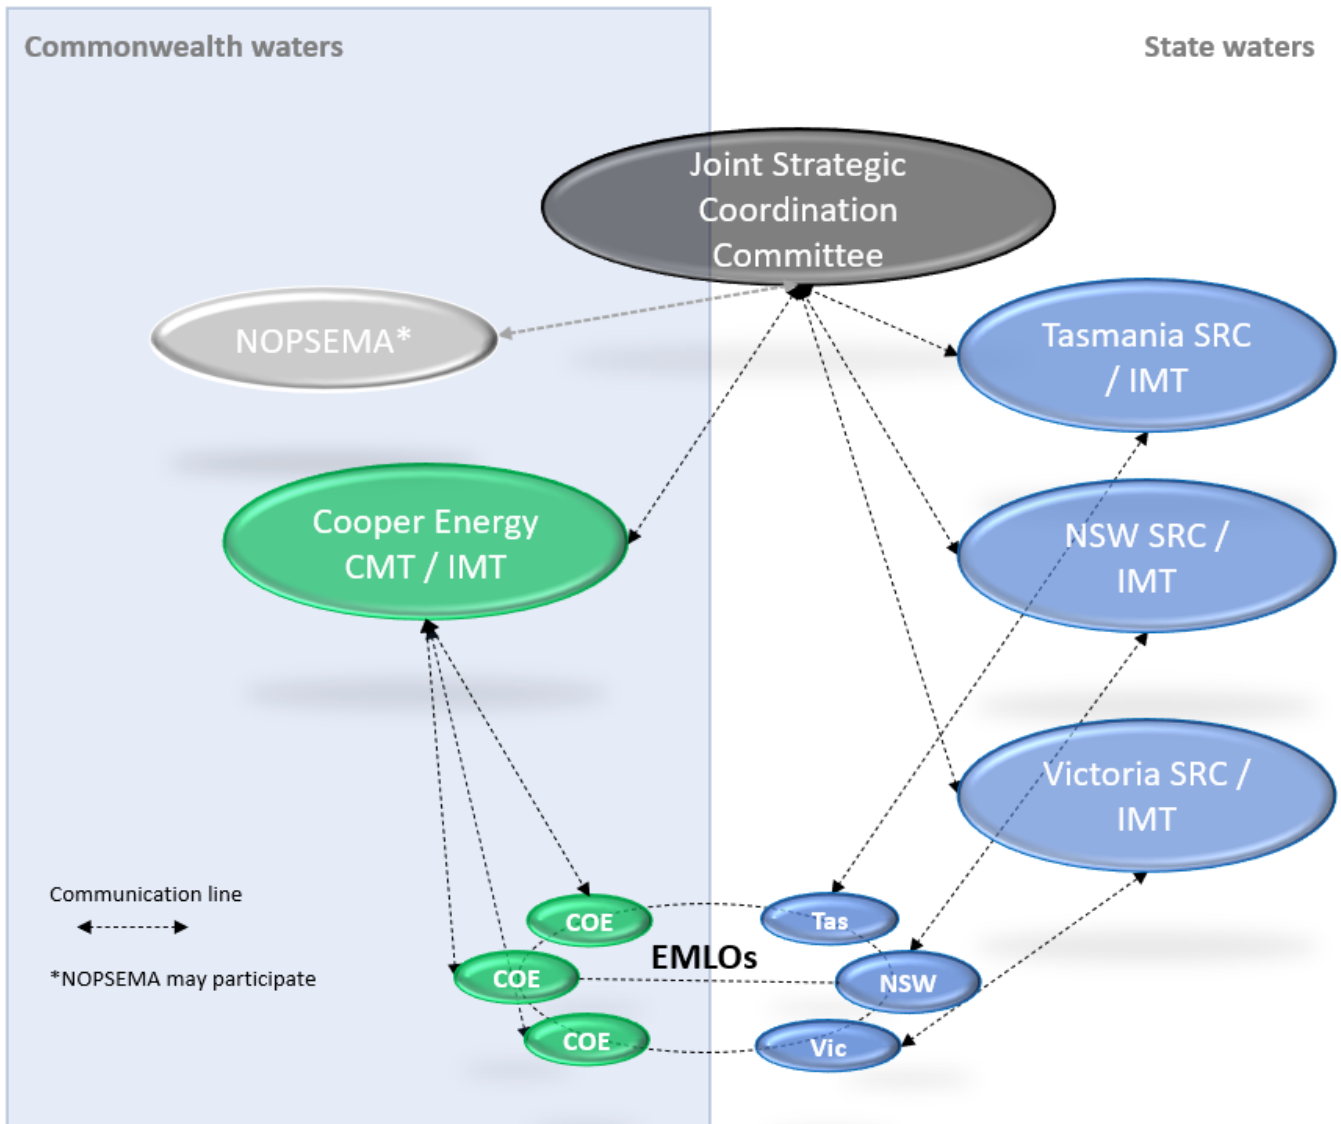 Commonwealth waters
State waters
Joint Strategic
Coordination
Committee
NOPSEMA*
Tasmania SRC
/ IMT
Cooper Energy
CMT / IMT
NSW SRC /
IMT
Victoria SRC /
IMT
Communication line
*NOPSEMA may participate
COE
Tas
EMLOs
COE
NSW
COE
Vic